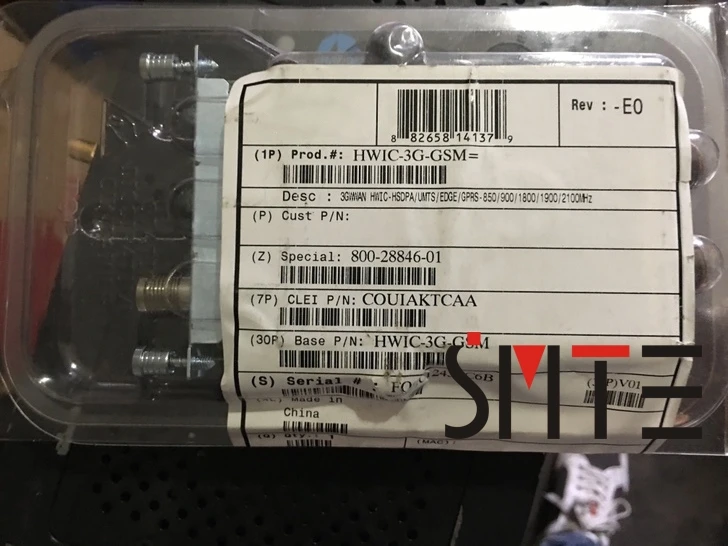 8 82658 14137 9
Rev : -E0
(1P) Prod.#: HWIC-3G-GSM=
Desc : 3GWWAN HWIC-HSDPA/UMTS/EDGE/GPRS-850/900/1800/1900/2100MHz
(P) Cust P/N:
(Z) Special: 800-28846-01
(7P) CLEI P/N: COUIAKTCAA
(30P) Base P/N: HWIC-3G-GSM
(S) Serial # :
V01
Made in
China
(MAC):
SMTE